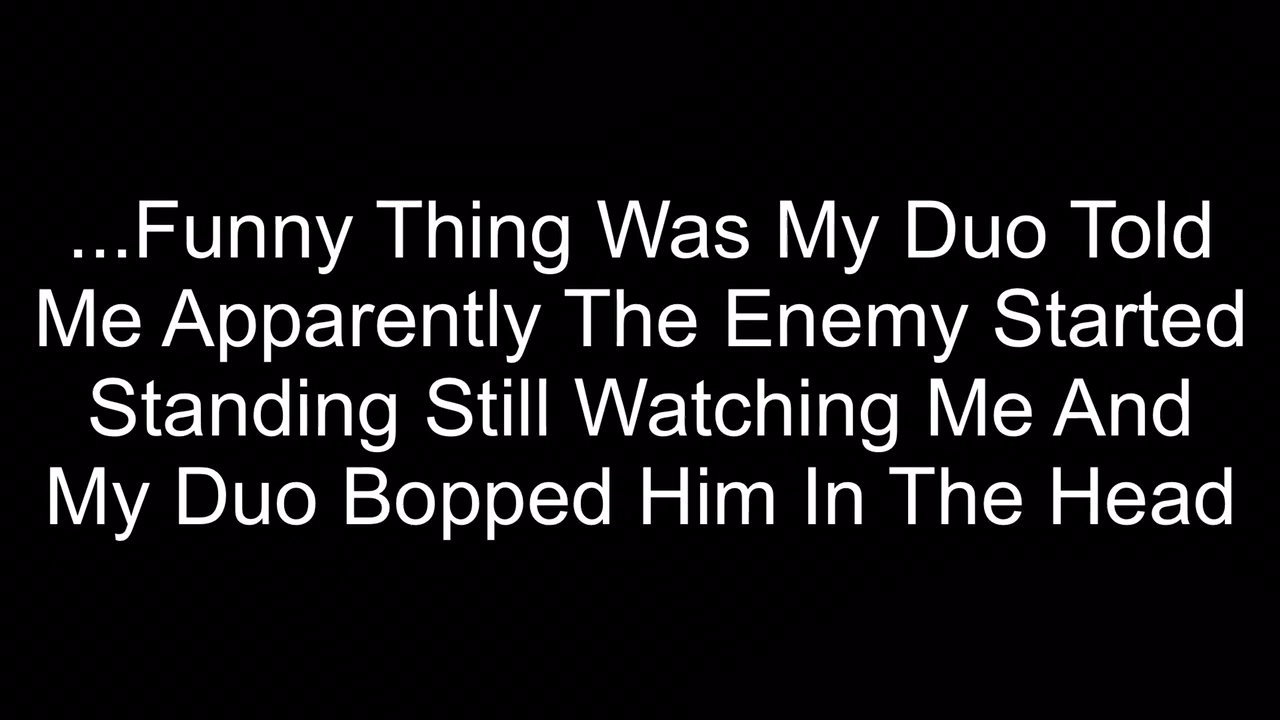 ...Funny Thing Was My Duo Told
Me Apparently The Enemy Started
Standing Still Watching Me And
My Duo Bopped Him In The Head